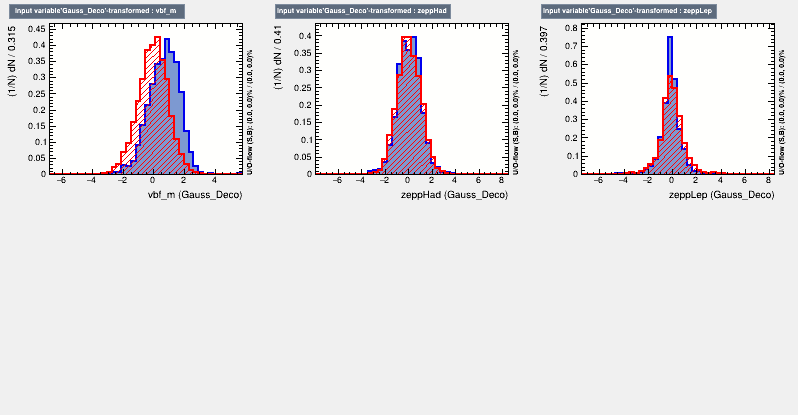 Input variable'Gauss_Deco'-transformed : vbf_m
(1/N) dN / 0.315
0.45
0.4
0.35
0.3
0.25
0.2
0.15
0.1
0.05
0
−6 −4 −2 0 2 4
vbf_m (Gauss_Deco)
U/O-flow (S,B): (0.0, 0.0)% / (0.0, 0.0)%
Input variable'Gauss_Deco'-transformed : zeppHad
(1/N) dN / 0.41
0.4
0.35
0.3
0.25
0.2
0.15
0.1
0.05
0
−6 −4 −2 0 2 4 6 8
zeppHad (Gauss_Deco)
U/O-flow (S,B): (0.0, 0.0)% / (0.0, 0.0)%
Input variable'Gauss_Deco'-transformed : zeppLep
(1/N) dN / 0.397
0.8
0.7
0.6
0.5
0.4
0.3
0.2
0.1
0
−6 −4 −2 0 2 4 6 8
zeppLep (Gauss_Deco)
U/O-flow (S,B): (0.0, 0.0)% / (0.0, 0.0)%